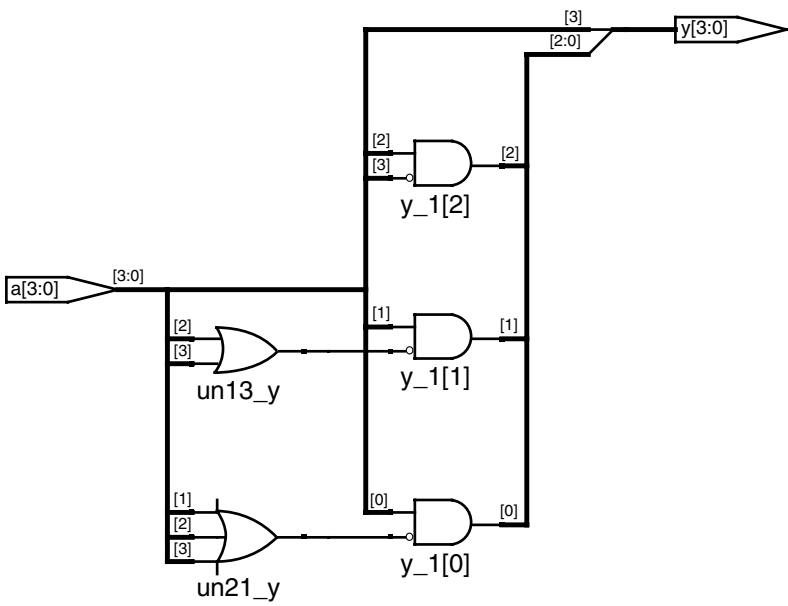 [3]
y[3:0]
[2:0]
[2]
[3]
[2]
y_1[2]
[3:0]
a[3:0]
[1]
[1]
[2]
[3]
un13_y
y_1[1]
[0]
[0]
[1]
[2]
[3]
un21_y
y_1[0]